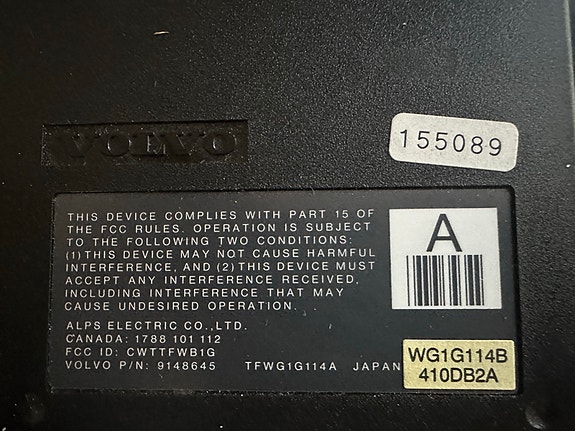 VOLVO
155089
THIS DEVICE COMPLIES WITH PART 15 OF
THE FCC RULES. OPERATION IS SUBJECT
TO THE FOLLOWING TWO CONDITIONS:
(1) THIS DEVICE MAY NOT CAUSE HARMFUL
INTERFERENCE, AND (2) THIS DEVICE MUST
ACCEPT ANY INTERFERENCE RECEIVED,
INCLUDING INTERFERENCE THAT MAY
CAUSE UNDESIRED OPERATION.
ALPS ELECTRIC CO., LTD.
CANADA: 1788 101 112
FCC ID: CWTTFWB1G
VOLVO P/N: 9148645 TFWG1G114A JAPAN
A
WG1G114B
410DB2A